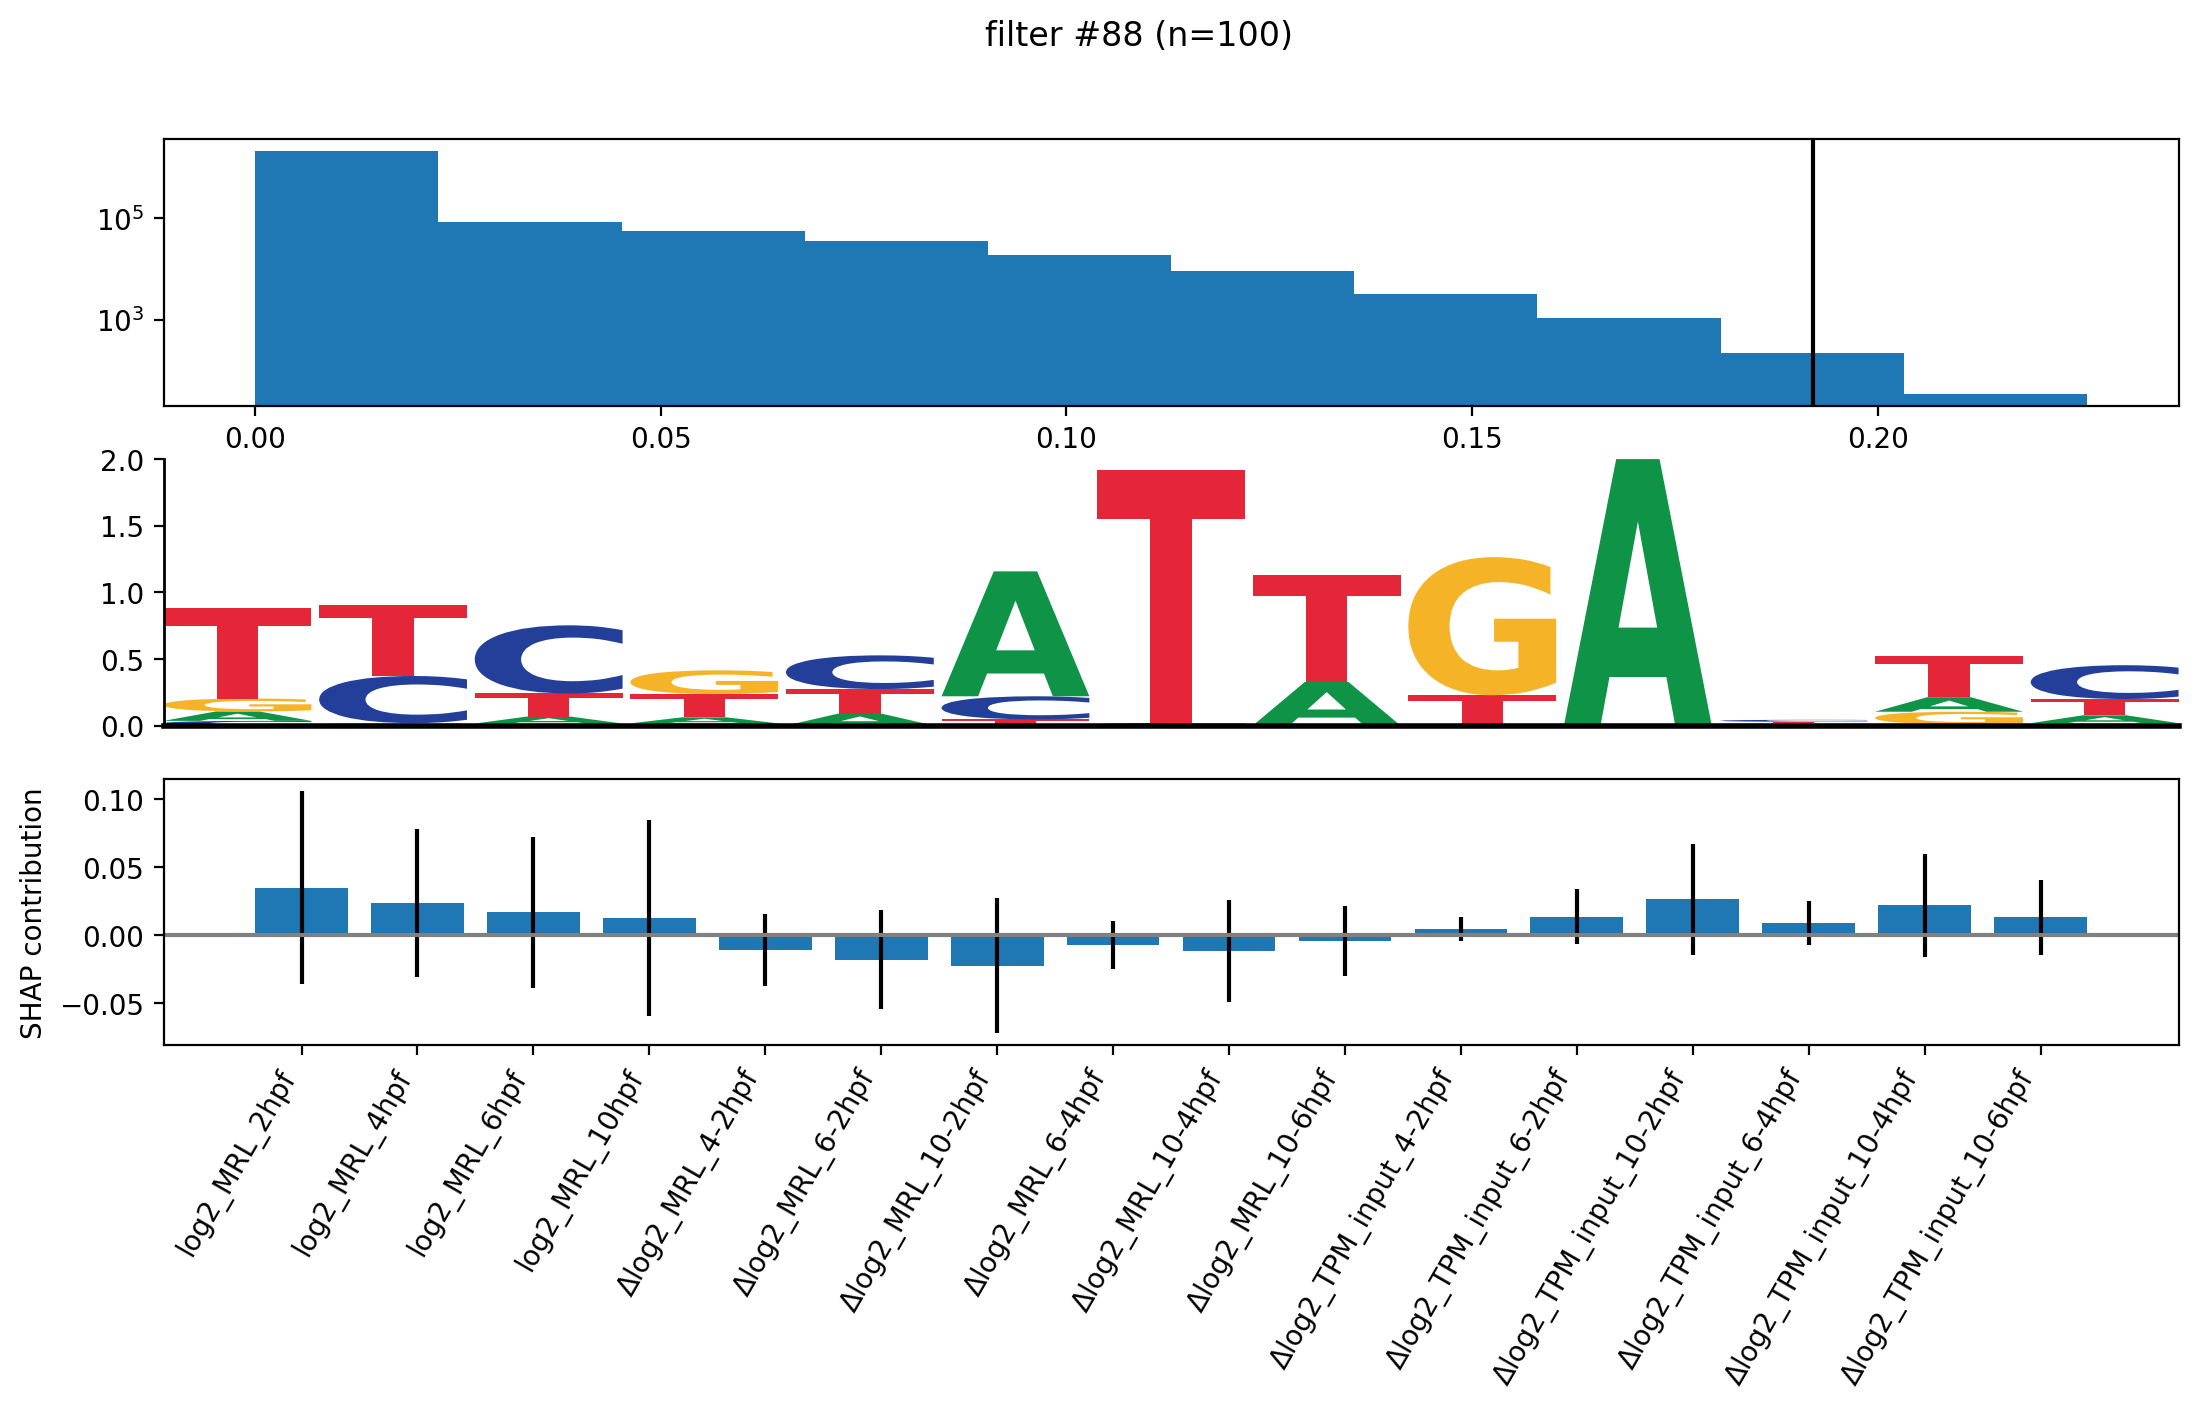 filter #88 (n=100)
10^5
10^3
0.00 0.05 0.10 0.15 0.20
2.0
1.5
1.0
0.5
0.0
TTCGCATTGATC
SHAP contribution
0.10
0.05
0.00
−0.05
log2_MRL_2hpf
log2_MRL_4hpf
log2_MRL_6hpf
log2_MRL_10hpf
Δlog2_MRL_4-2hpf
Δlog2_MRL_6-2hpf
Δlog2_MRL_10-2hpf
Δlog2_MRL_6-4hpf
Δlog2_MRL_10-4hpf
Δlog2_MRL_10-6hpf
Δlog2_TPM_input_4-2hpf
Δlog2_TPM_input_6-2hpf
Δlog2_TPM_input_10-2hpf
Δlog2_TPM_input_6-4hpf
Δlog2_TPM_input_10-4hpf
Δlog2_TPM_input_10-6hpf